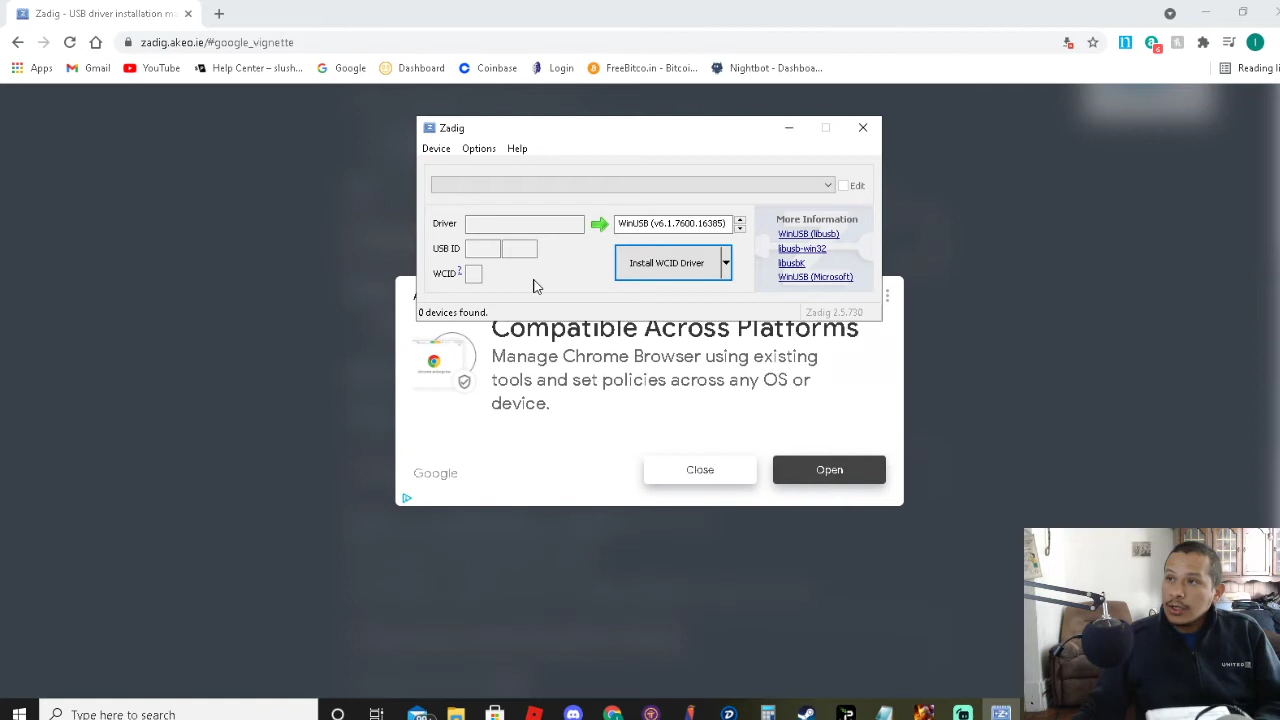 Zadig - USB driver installation ma
zadig.akeo.ie/#google_vignette
6
Apps
Gmail
YouTube
Help Center – slush...
Google
Dashboard
Coinbase
Login
FreeBitco.in - Bitcoi...
Nightbot - Dashboa...
Reading li
Zadig
Device Options Help
Edit
Driver
WinUSB (v6.1.7600.16385)
USB ID
WCID ?
Install WCID Driver
More Information
WinUSB (libusb)
libusb-win32
libusbK
WinUSB (Microsoft)
0 devices found.
Zadig 2.5.730
Compatible Across Platforms
Manage Chrome Browser using existing
tools and set policies across any OS or
device.
Google
Close
Open
UNITED
Type here to search